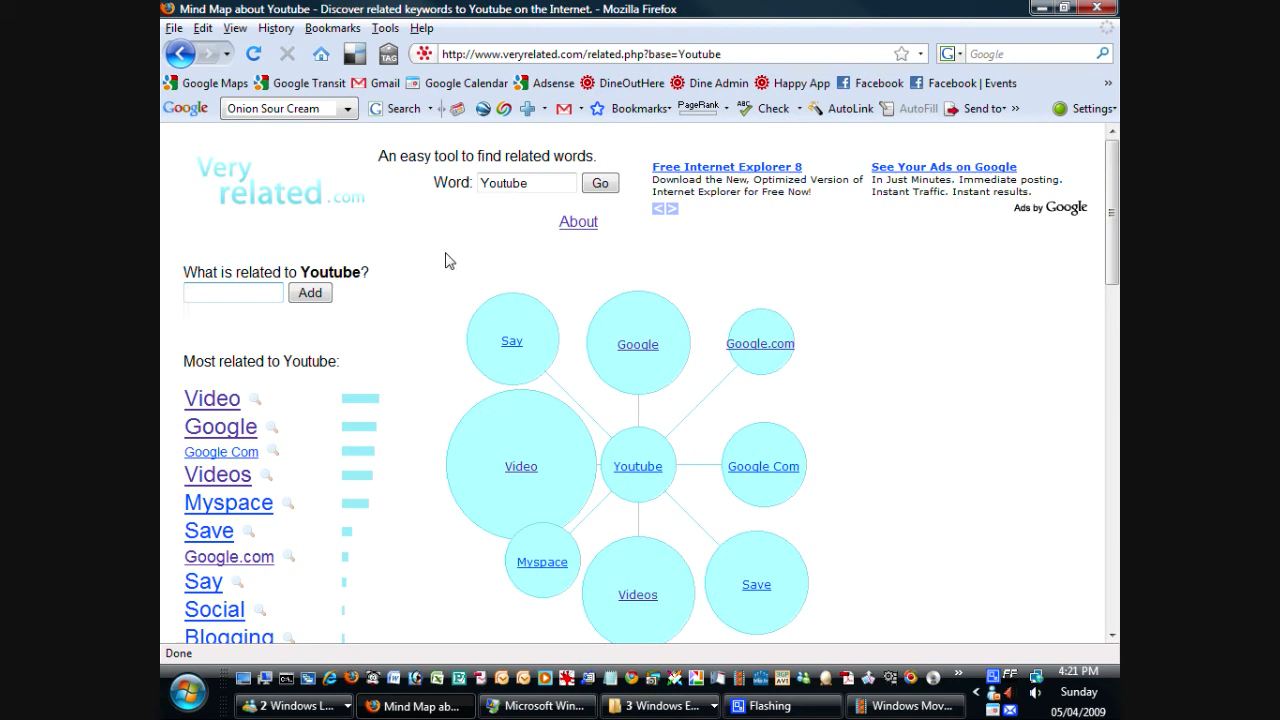 Mind Map about Youtube - Discover related keywords to Youtube on the Internet. - Mozilla Firefox
File Edit View History Bookmarks Tools Help
TAG http://www.veryrelated.com/related.php?base=Youtube G Google
Google Maps Google Transit Gmail Google Calendar Adsense DineOutHere Dine Admin Happy App Facebook Facebook | Events »
Google Onion Sour Cream G Search Bookmarks PageRank ABC Check AutoLink AutoFill Send to» Settings
Very
related.com
An easy tool to find related words.
Word: Youtube Go
About
Free Internet Explorer 8
Download the New, Optimized Version of
Internet Explorer for Free Now!
See Your Ads on Google
In Just Minutes. Immediate posting.
Instant Traffic. Instant results.
Ads by Google
What is related to Youtube?
Add
Most related to Youtube:
Video
Google
Google Com
Videos
Myspace
Save
Google.com
Say
Social
Blogging
Say
Google
Google.com
Video
Youtube
Google Com
Myspace
Videos
Save
Done
4:21 PM
2 Windows L... Mind Map ab... Microsoft Win... 3 Windows E... Flashing Windows Mov...
Sunday
05/04/2009